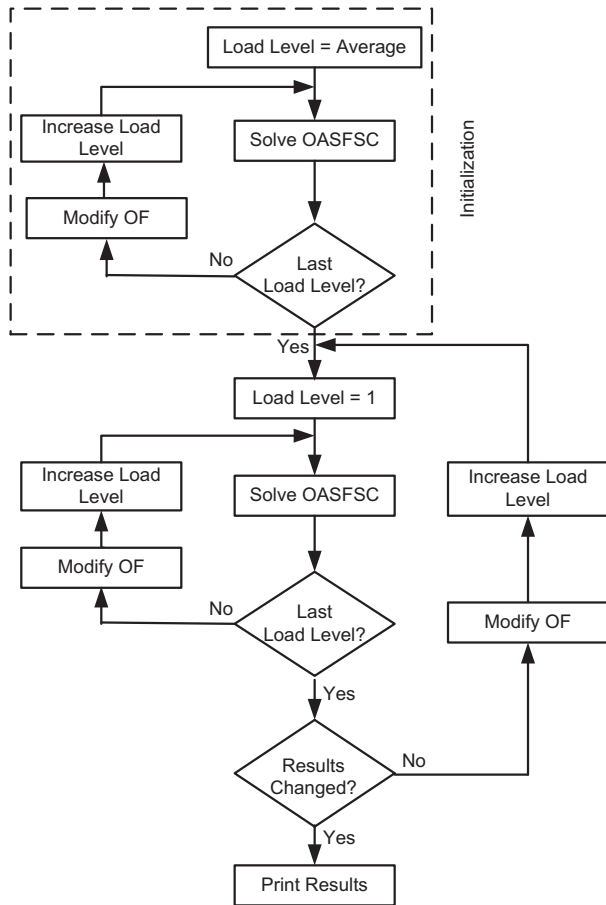 Load Level = Average
Increase Load
Level
Solve OASFSC
Initialization
Modify OF
No
Last
Load Level?
Yes
Load Level = 1
Increase Load
Level
Solve OASFSC
Increase Load
Level
Modify OF
No
Last
Load Level?
Modify OF
Yes
Results
Changed?
No
Yes
Print Results